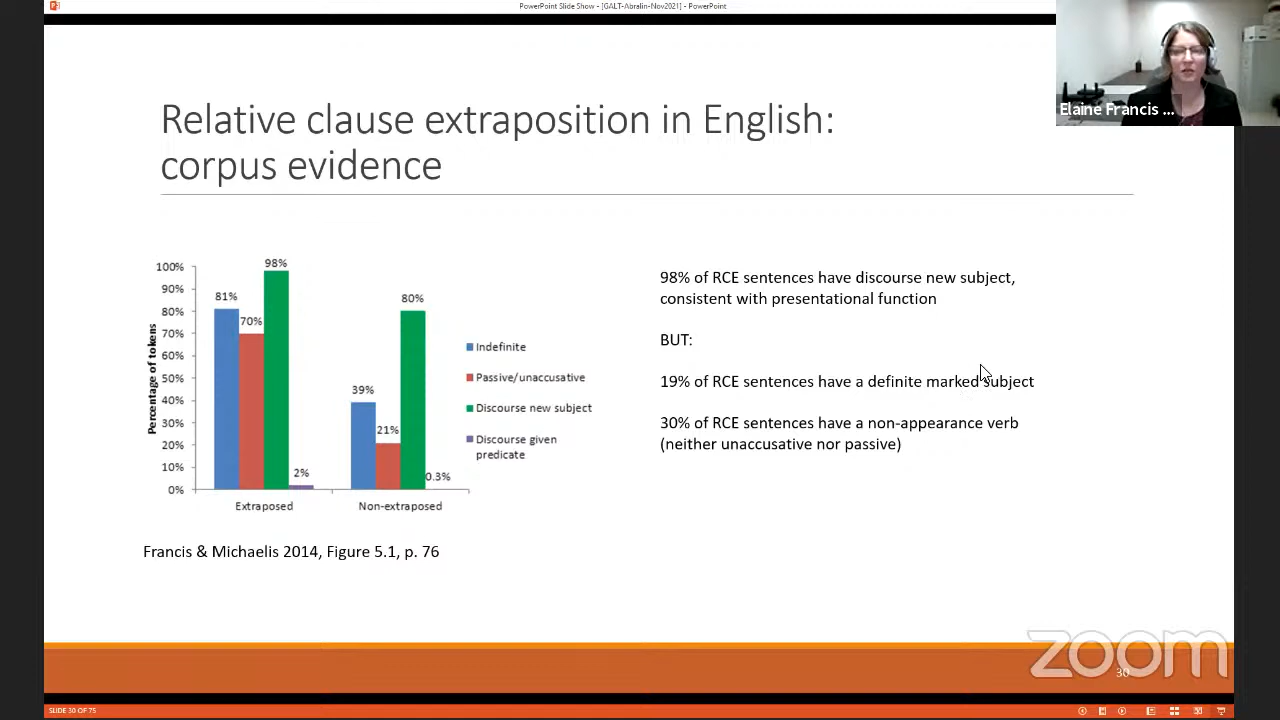 PowerPoint Slide Show - [GALT-Abralin-Nov2021] - PowerPoint
Elaine Francis ...
Relative clause extraposition in English:
corpus evidence
100%
90%
80%
70%
60%
50%
40%
30%
20%
10%
0%
Percentage of tokens
81%
70%
98%
2%
39%
21%
80%
0.3%
Extraposed
Non-extraposed
Indefinite
Passive/unaccusative
Discourse new subject
Discourse given
predicate
Francis & Michaelis 2014, Figure 5.1, p. 76
98% of RCE sentences have discourse new subject,
consistent with presentational function
BUT:
19% of RCE sentences have a definite marked subject
30% of RCE sentences have a non-appearance verb
(neither unaccusative nor passive)
zoom
30
SLIDE 30 OF 75